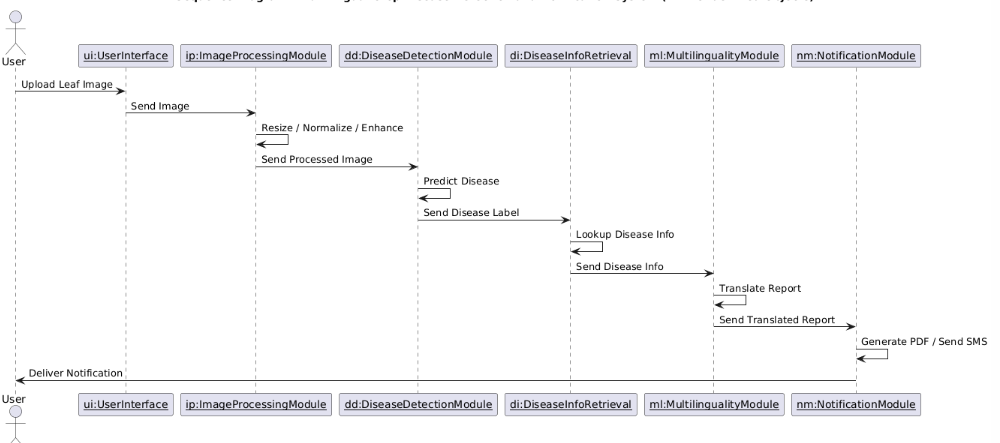 User
ui:UserInterface
ip:ImageProcessingModule
dd:DiseaseDetectionModule
di:DiseaseInfoRetrieval
ml:MultilingualityModule
nm:NotificationModule
Upload Leaf Image
Send Image
Resize / Normalize / Enhance
Send Processed Image
Predict Disease
Send Disease Label
Lookup Disease Info
Send Disease Info
Translate Report
Send Translated Report
Generate PDF / Send SMS
Deliver Notification
User
ui:UserInterface
ip:ImageProcessingModule
dd:DiseaseDetectionModule
di:DiseaseInfoRetrieval
ml:MultilingualityModule
nm:NotificationModule